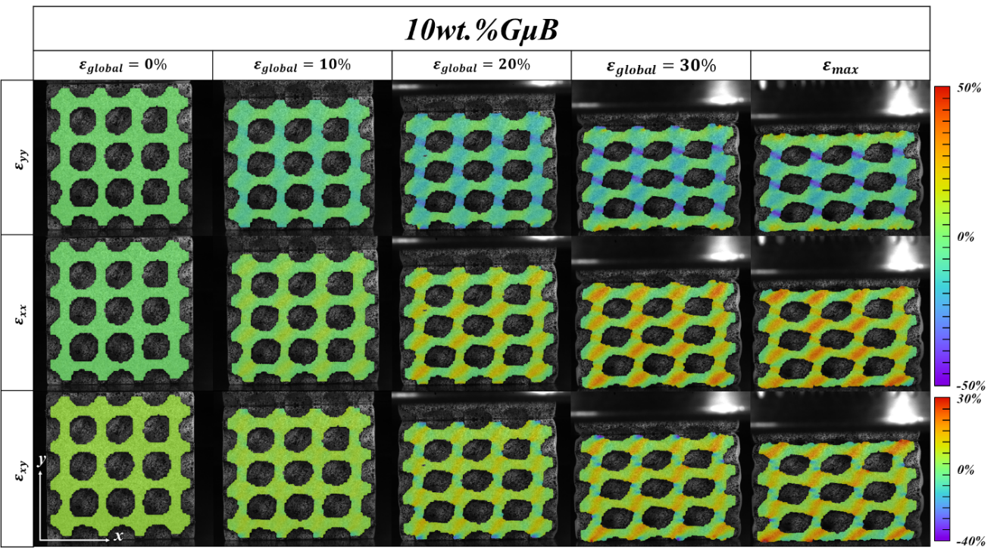 10wt.%GμB
ε_global = 0% ε_global = 10% ε_global = 20% ε_global = 30% ε_max
ε_yy
50%
0%
-50%
ε_xx
ε_xy
30%
0%
-40%
y
x